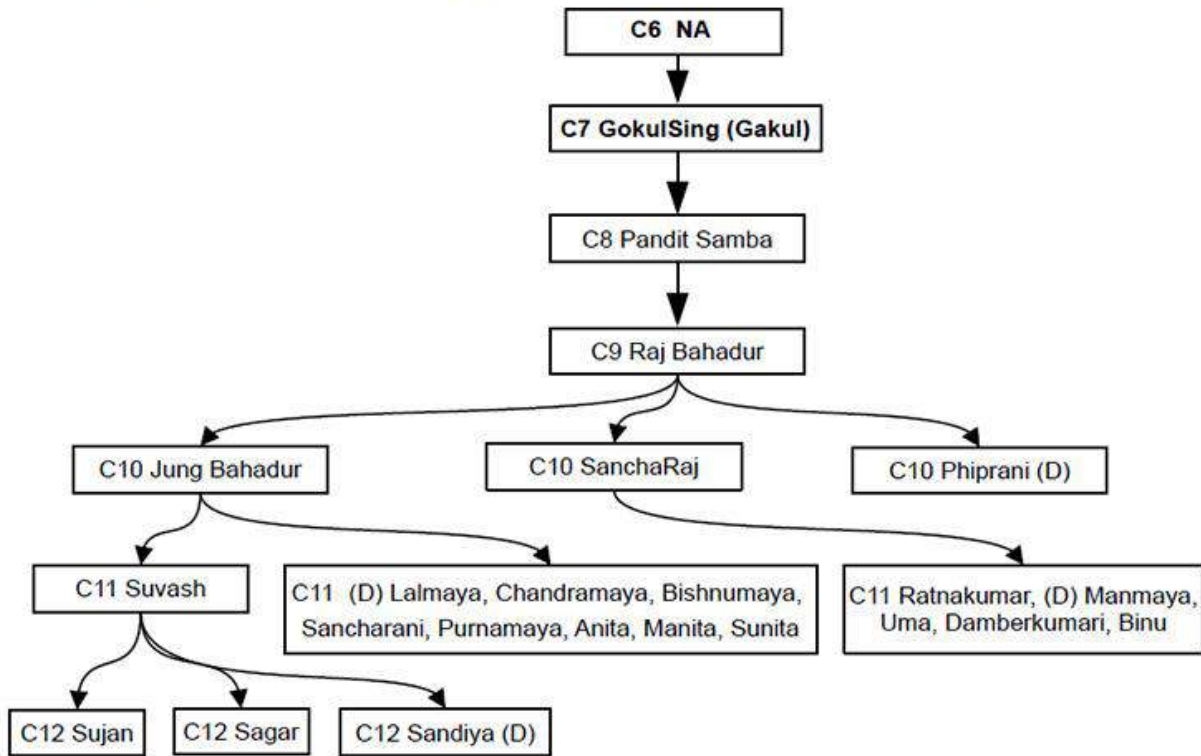 C6 NA
C7 GokulSing (Gakul)
C8 Pandit Samba
C9 Raj Bahadur
C10 Jung Bahadur
C10 SanchaRaj
C10 Phiprani (D)
C11 Suvash
C11 (D) Lalmaya, Chandramaya, Bishnumaya,
Sancharani, Purnamaya, Anita, Manita, Sunita
C11 Ratnakumar, (D) Manmaya,
Uma, Damberkumari, Binu
C12 Sujan
C12 Sagar
C12 Sandiya (D)